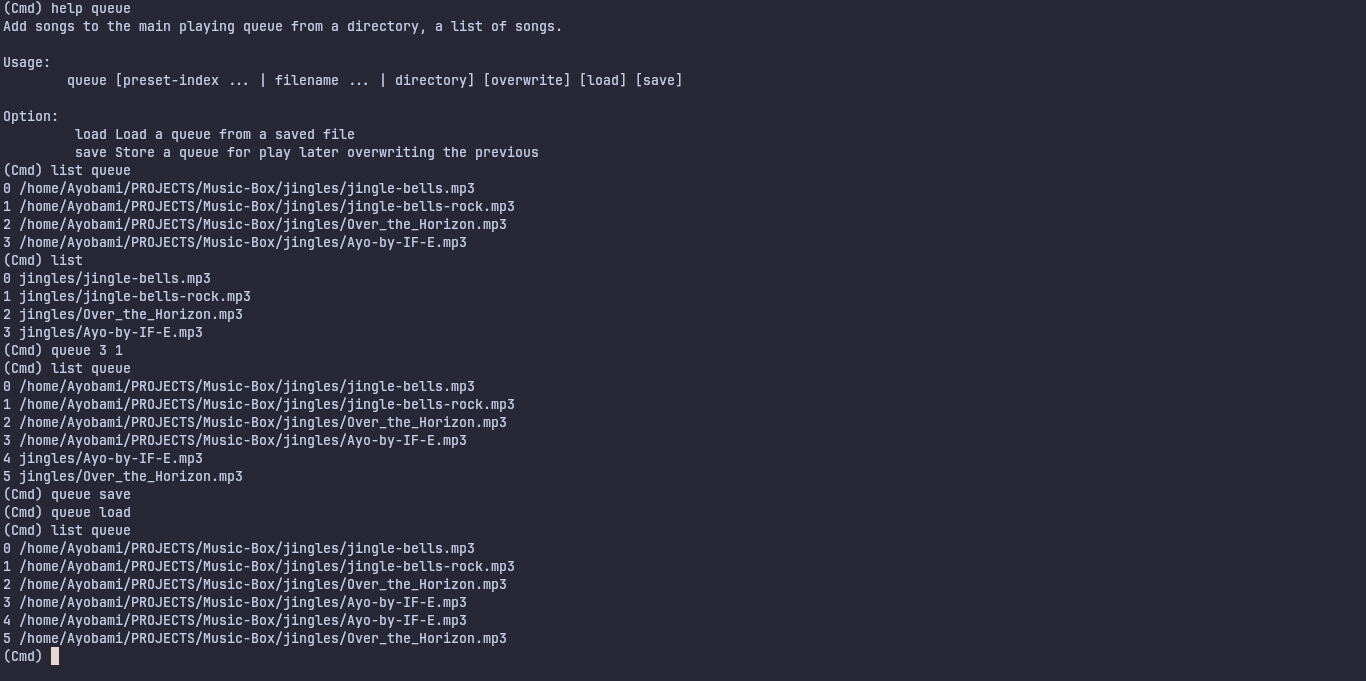 (Cmd) help queue
Add songs to the main playing queue from a directory, a list of songs.
Usage:
queue [preset-index ... | filename ... | directory] [overwrite] [load] [save]
Option:
load Load a queue from a saved file
save Store a queue for play later overwriting the previous
(Cmd) list queue
0 /home/Ayobami/PROJECTS/Music-Box/jingles/jingle-bells.mp3
1 /home/Ayobami/PROJECTS/Music-Box/jingles/jingle-bells-rock.mp3
2 /home/Ayobami/PROJECTS/Music-Box/jingles/Over_the_Horizon.mp3
3 /home/Ayobami/PROJECTS/Music-Box/jingles/Ayo-by-IF-E.mp3
(Cmd) list
0 jingles/jingle-bells.mp3
1 jingles/jingle-bells-rock.mp3
2 jingles/Over_the_Horizon.mp3
3 jingles/Ayo-by-IF-E.mp3
(Cmd) queue 3 1
(Cmd) list queue
0 /home/Ayobami/PROJECTS/Music-Box/jingles/jingle-bells.mp3
1 /home/Ayobami/PROJECTS/Music-Box/jingles/jingle-bells-rock.mp3
2 /home/Ayobami/PROJECTS/Music-Box/jingles/Over_the_Horizon.mp3
3 /home/Ayobami/PROJECTS/Music-Box/jingles/Ayo-by-IF-E.mp3
4 jingles/Ayo-by-IF-E.mp3
5 jingles/Over_the_Horizon.mp3
(Cmd) queue save
(Cmd) queue load
(Cmd) list queue
0 /home/Ayobami/PROJECTS/Music-Box/jingles/jingle-bells.mp3
1 /home/Ayobami/PROJECTS/Music-Box/jingles/jingle-bells-rock.mp3
2 /home/Ayobami/PROJECTS/Music-Box/jingles/Over_the_Horizon.mp3
3 /home/Ayobami/PROJECTS/Music-Box/jingles/Ayo-by-IF-E.mp3
4 /home/Ayobami/PROJECTS/Music-Box/jingles/Ayo-by-IF-E.mp3
5 /home/Ayobami/PROJECTS/Music-Box/jingles/Over_the_Horizon.mp3
(Cmd)